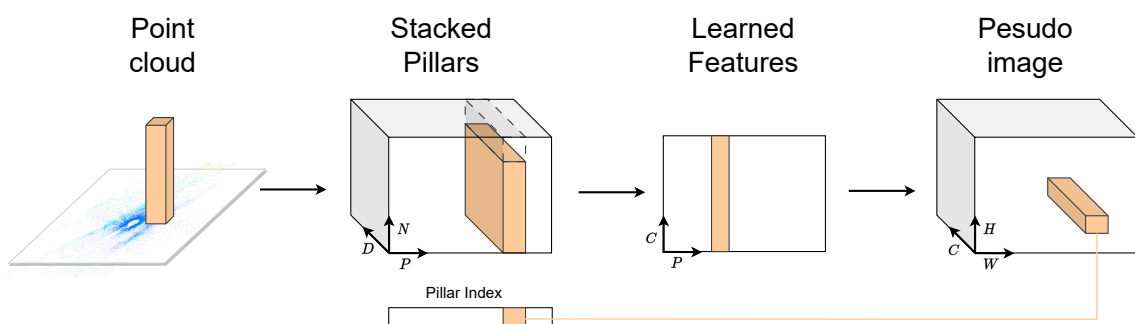 Point
cloud
Stacked
Pillars
Learned
Features
Pesudo
image
N
D
P
C
P
H
C
W
Pillar Index